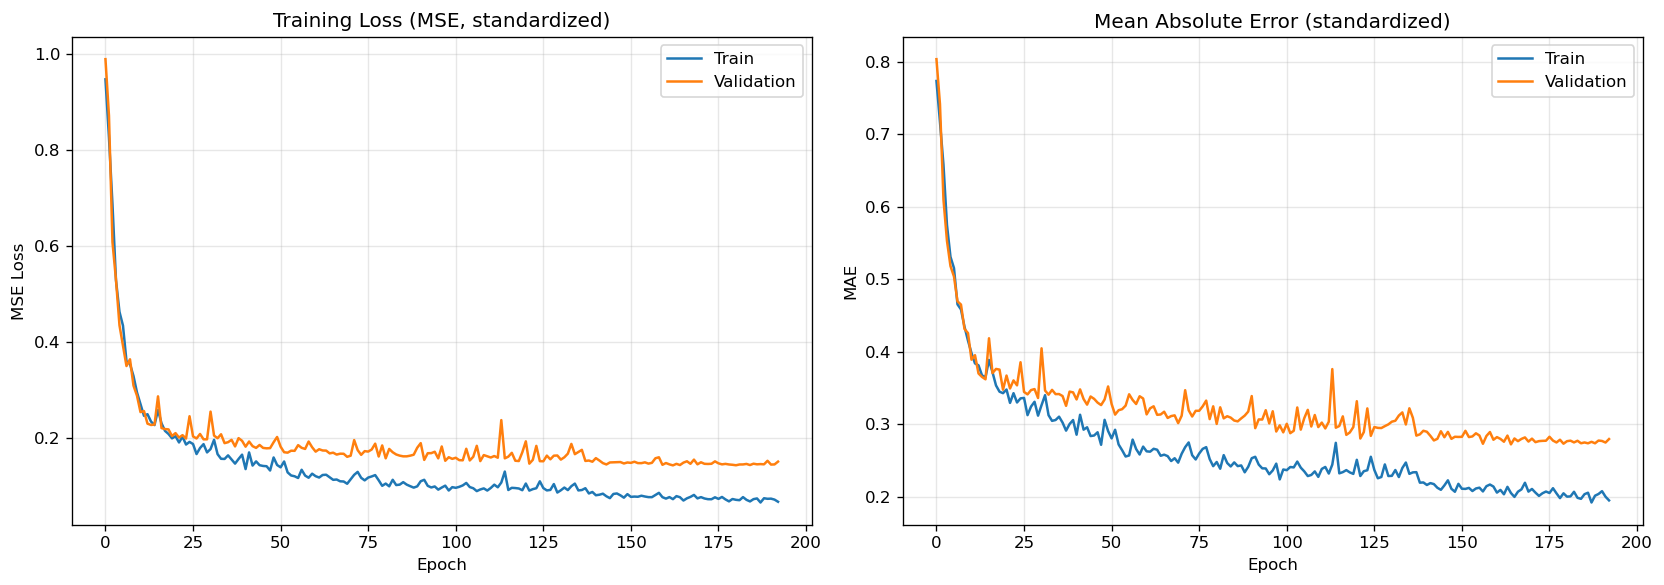 Training Loss (MSE, standardized)
MSE Loss
1.0
0.8
0.6
0.4
0.2
Train
Validation
0 25 50 75 100 125 150 175 200
Epoch
Mean Absolute Error (standardized)
MAE
0.8
0.7
0.6
0.5
0.4
0.3
0.2
Train
Validation
0 25 50 75 100 125 150 175 200
Epoch